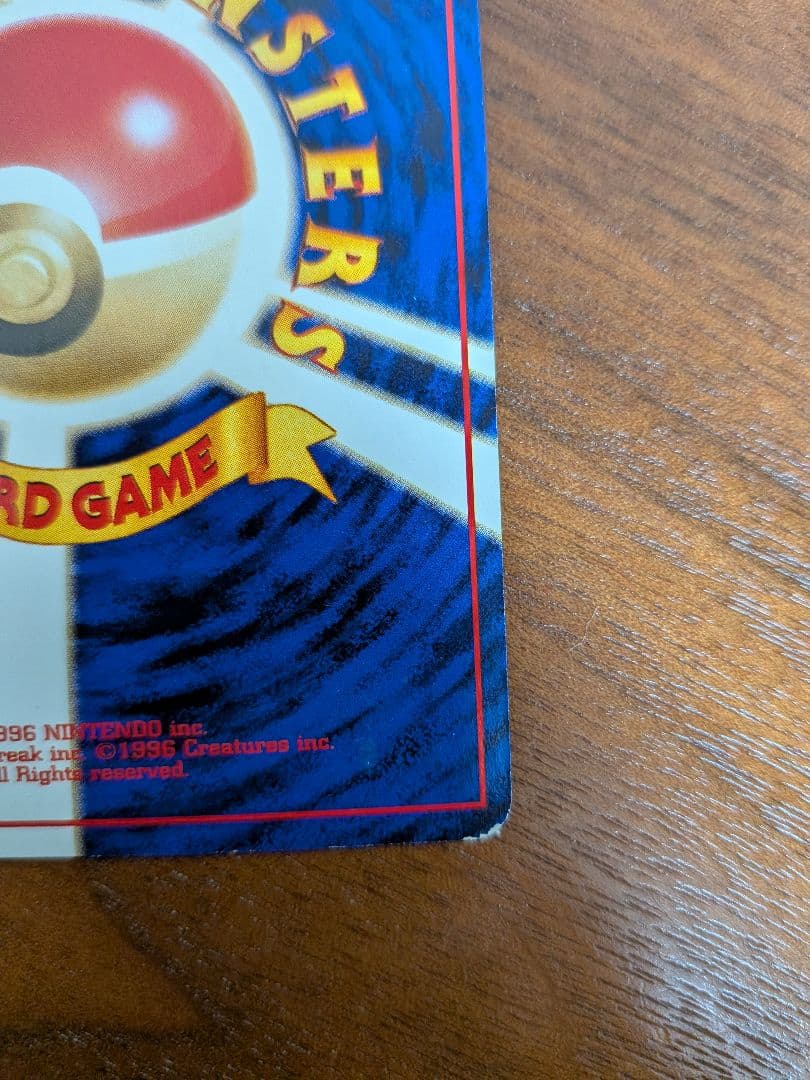 NSTERS
RD GAME
996 NINTENDO inc.
reak inc. ©1996 Creatures inc.
ll Rights reserved.